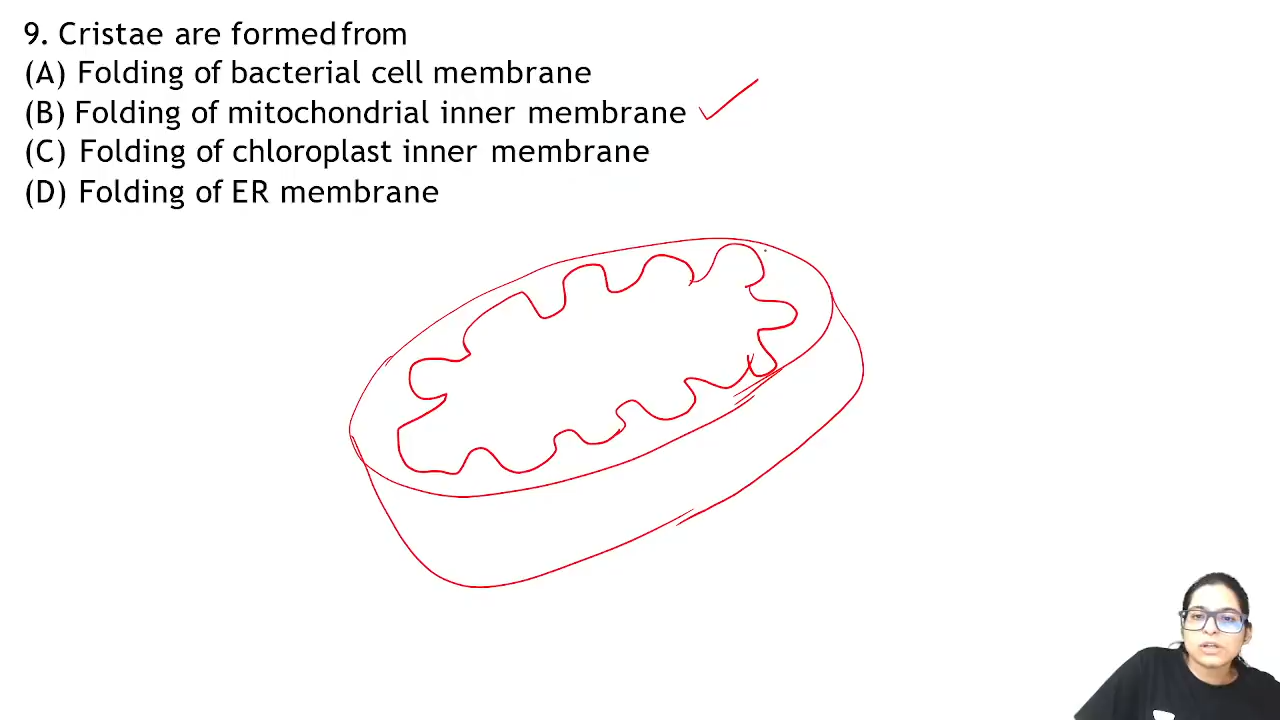 9. Cristae are formed from
(A) Folding of bacterial cell membrane
(B) Folding of mitochondrial inner membrane
(C) Folding of chloroplast inner membrane
(D) Folding of ER membrane